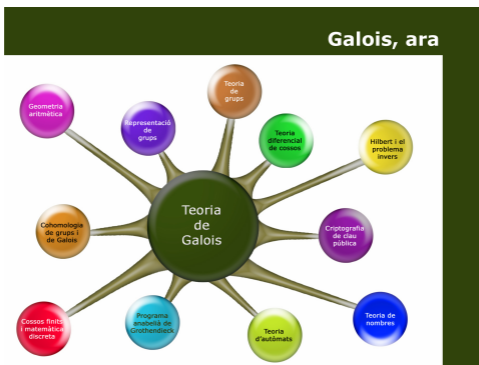 Galois, ara
Teoria
de
grups
Geometria
aritmètica
Representació
de
grups
Teoria
diferencial
de cossos
Hilbert i el
problema
invers
Teoria
de
Galois
Cohomologia
de grups i
de Galois
Criptografia
de clau
pública
Cossos finits
i matemàtica
discreta
Programa
anabelià de
Grothendieck
Teoria
d'autòmats
Teoria de
nombres